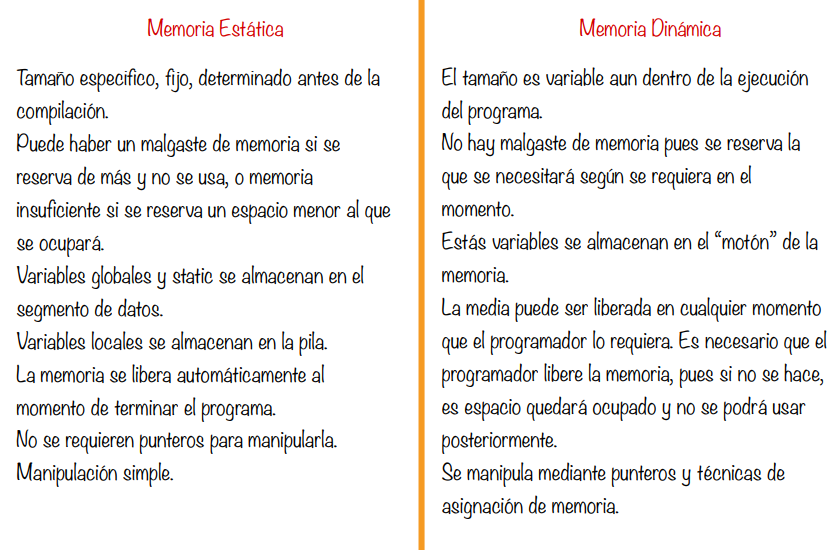 Memoria Estática
Tamaño específico, fijo, determinado antes de la
compilación.
Puede haber un malgaste de memoria si se
reserva de más y no se usa, o memoria
insuficiente si se reserva un espacio menor al que
se ocupará.
Variables globales y static se almacenan en el
segmento de datos.
Variables locales se almacenan en la pila.
La memoria se libera automáticamente al
momento de terminar el programa.
No se requieren punteros para manipularla.
Manipulación simple.
Memoria Dinámica
El tamaño es variable aun dentro de la ejecución
del programa.
No hay malgaste de memoria pues se reserva la
que se necesitará según se requiera en el
momento.
Estás variables se almacenan en el “motón” de la
memoria.
La media puede ser liberada en cualquier momento
que el programador lo requiera. Es necesario que el
programador libere la memoria, pues si no se hace,
es espacio quedará ocupado y no se podrá usar
posteriormente.
Se manipula mediante punteros y técnicas de
asignación de memoria.